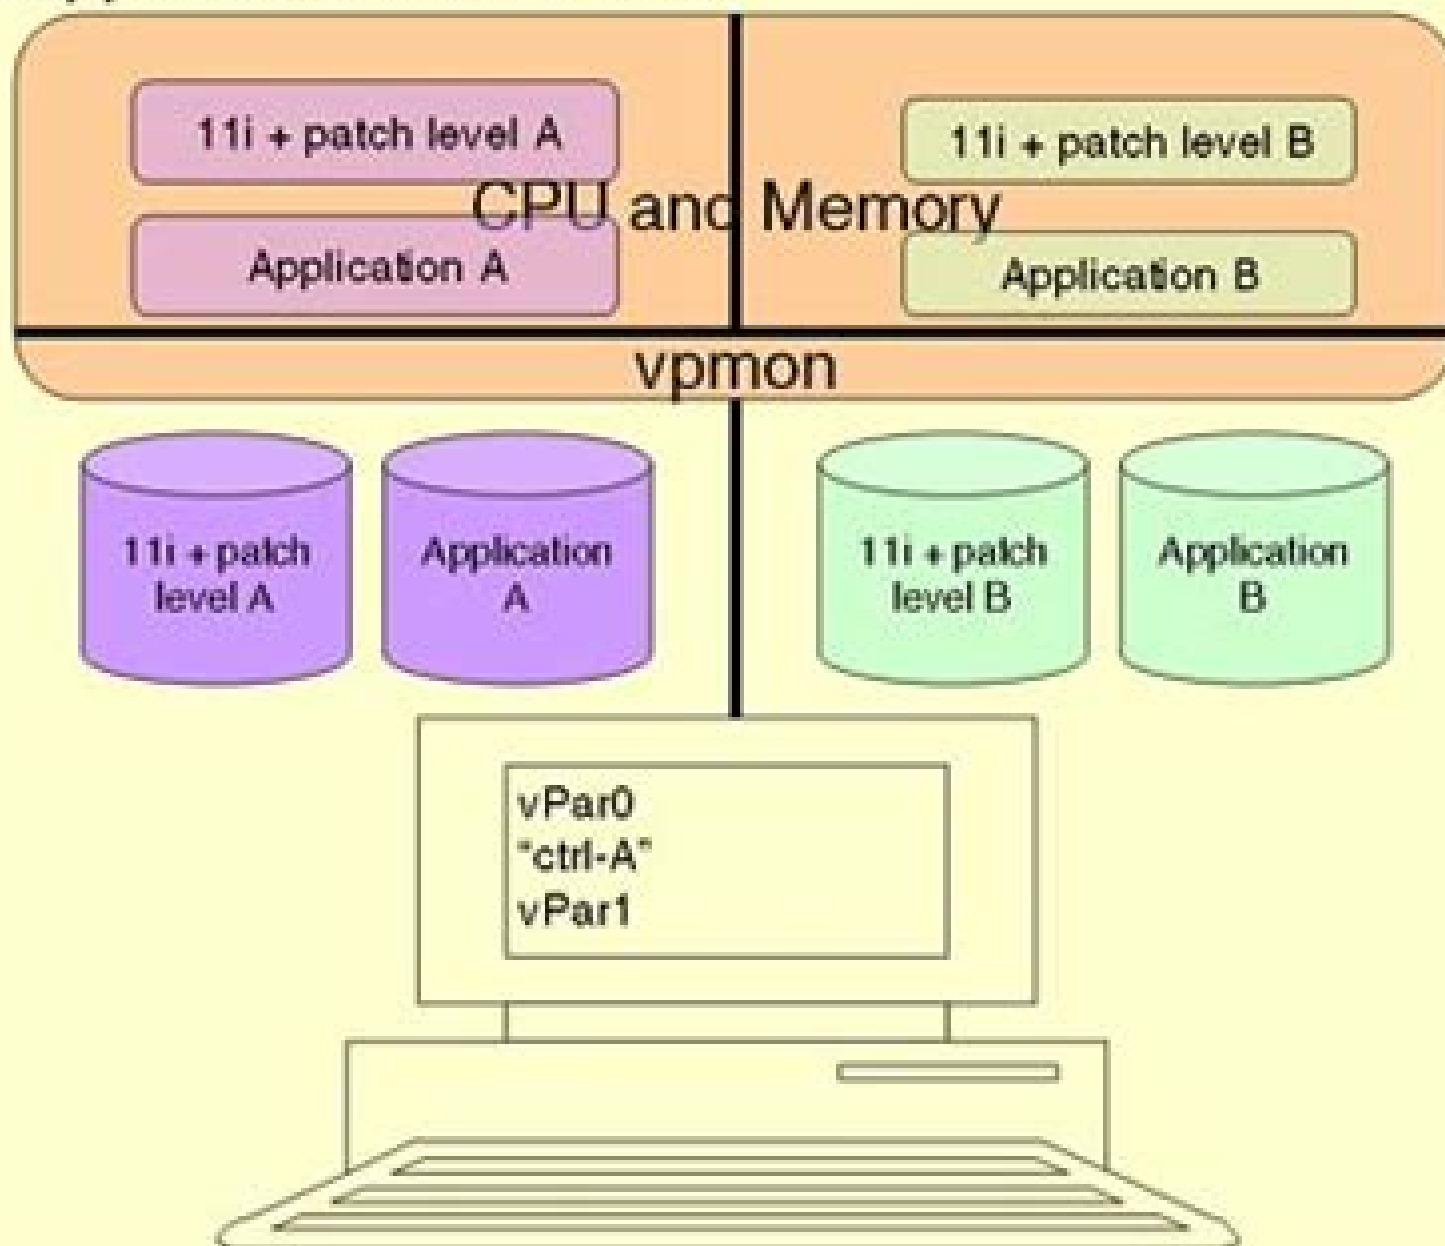 11i + patch level A
11i + patch level B
CPU and Memory
Application A
Application B
vpmon
11i + patch
level A
Application
A
11i + patch
level B
Application
B
vPar0
"ctrl-A"
vPar1